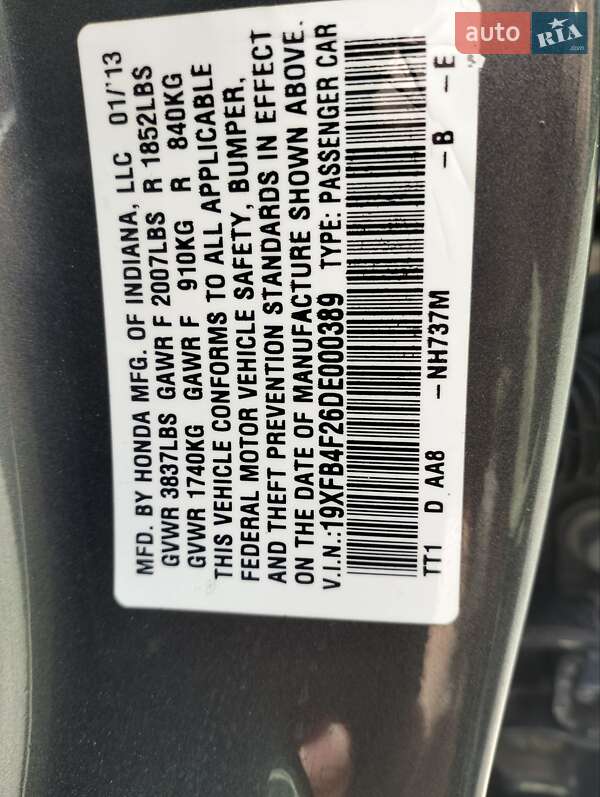 MFD. BY HONDA MFG. OF INDIANA, LLC 01/'13
GVWR 3837LBS GAWR F 2007LBS R 1852LBS
GVWR 1740KG GAWR F 910KG R 840KG
THIS VEHICLE CONFORMS TO ALL APPLICABLE
FEDERAL MOTOR VEHICLE SAFETY, BUMPER,
AND THEFT PREVENTION STANDARDS IN EFFECT
ON THE DATE OF MANUFACTURE SHOWN ABOVE.
V.I.N.:19XFB4F26DE000389 TYPE: PASSENGER CAR
TT1 D AA8 -NH737M -B -E
auto RIA.com